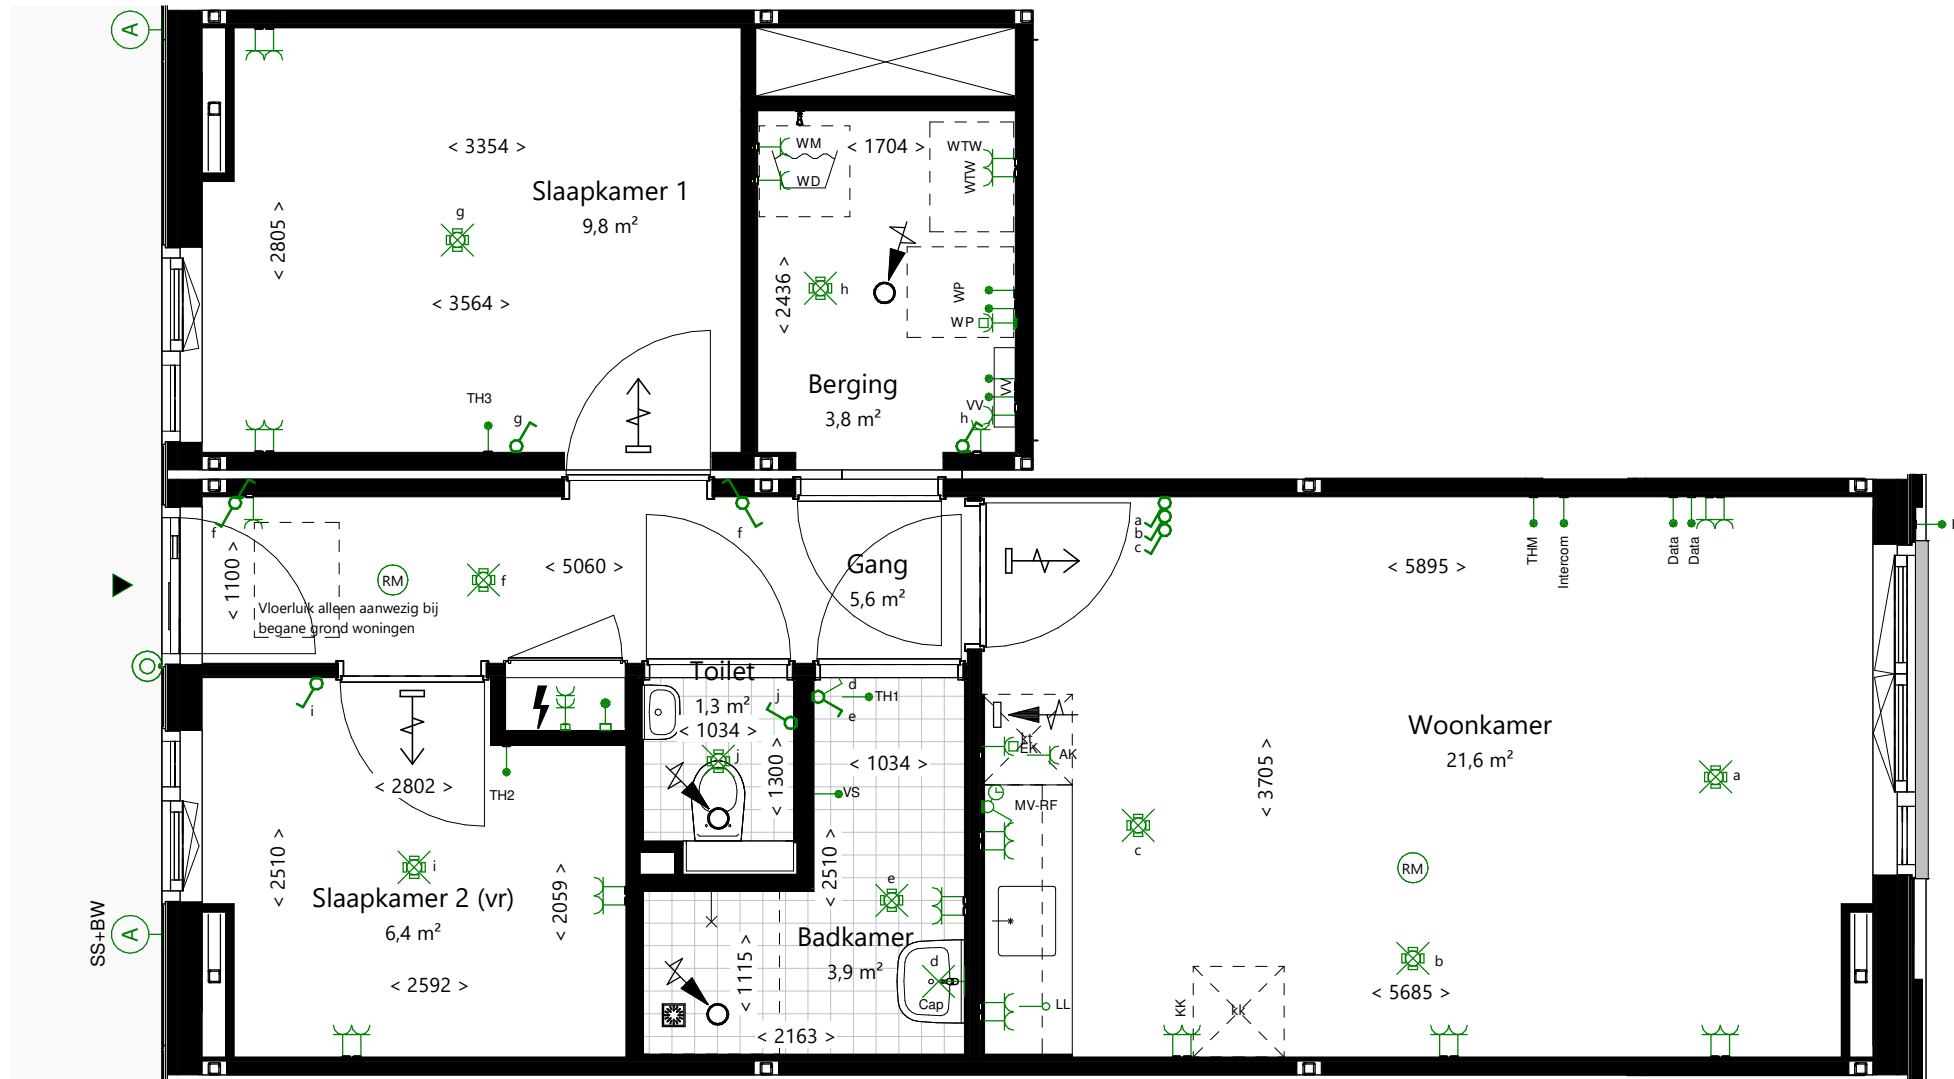 A
< 3354 >
Slaapkamer 1
9,8 m²
< 2805 >
g
< 3564 >
TH3
g
WM
WD
< 1704 >
WTW
WTW
< 2436 >
h
WP
WP
Berging
3,8 m²
VV
VV
h
f
< 1100 >
RM
f
Vloerluik alleen aanwezig bij
begane grond woningen
< 5060 >
f
Gang
5,6 m²
a
b
c
< 5895 >
THM
Intercom
Data
Data
i
< 2802 >
TH2
< 2510 >
i
Slaapkamer 2 (vr)
6,4 m²
< 2059 >
< 2592 >
SS+BW
A
Toilet
1,3 m²
< 1034 >
j
j
< 1300 >
d
TH1
e
< 1034 >
VS
< 2510 >
e
Badkamer
3,9 m²
d
Cap
< 1115 >
< 2163 >
kt
EK
AK
MV-RF
LL
c
< 3705 >
Woonkamer
21,6 m²
a
RM
b
< 5685 >
KK
kk